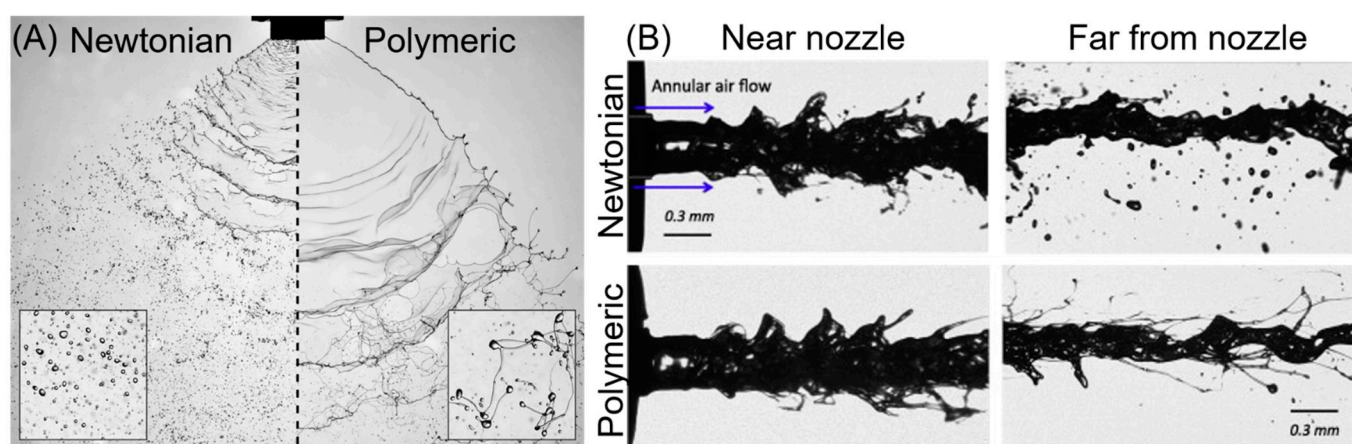 (A) Newtonian Polymeric
(B) Near nozzle Far from nozzle
Newtonian
Annular air flow
0.3 mm
Polymeric
0.3 mm